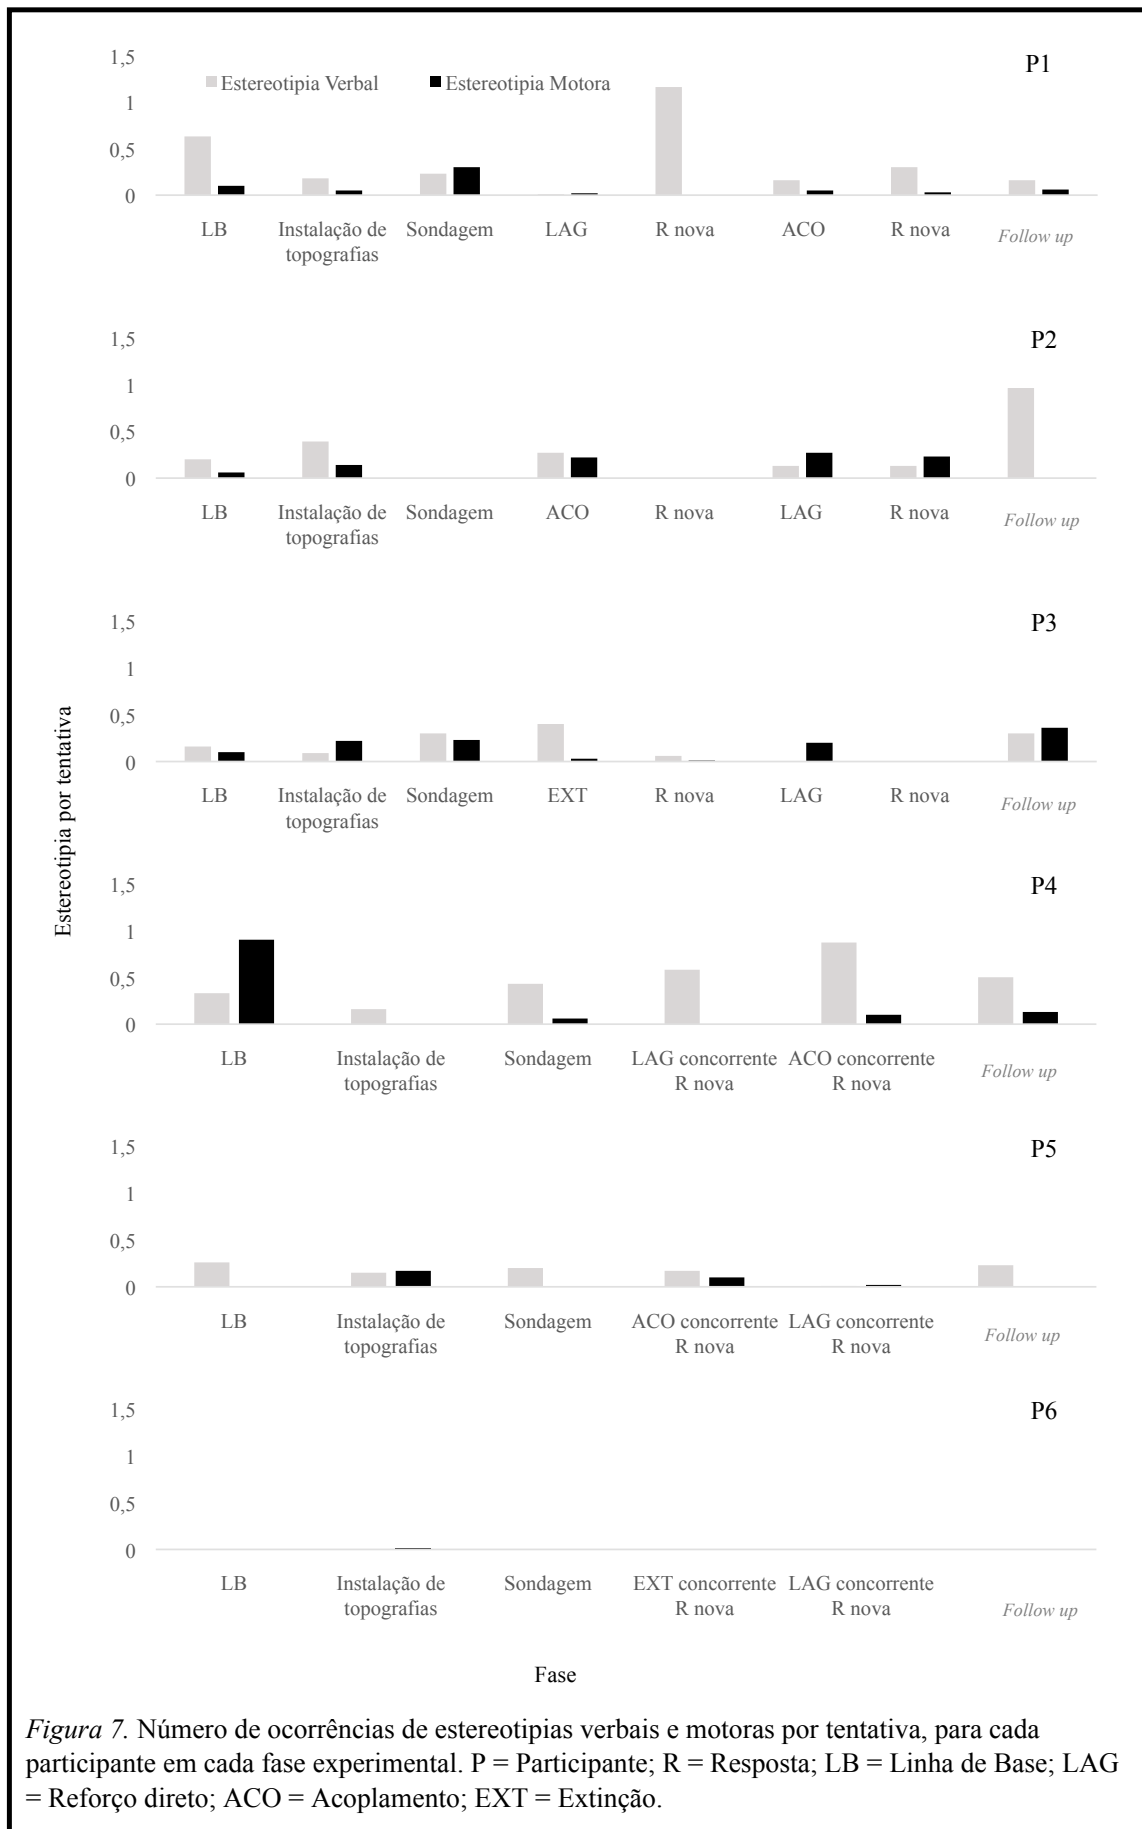 1,5
P1
Estereotipia Verbal Estereotipia Motora
1
0,5
0
LB Instalação de Sondagem LAG R nova ACO R nova Follow up
topografias
1,5
P2
1
0,5
0
LB Instalação de Sondagem ACO R nova LAG R nova Follow up
topografias
1,5
P3
1
0,5
0
LB Instalação de Sondagem EXT R nova LAG R nova Follow up
topografias
Estereotipia por tentativa
1,5
P4
1
0,5
0
LB Instalação de Sondagem LAG concorrente ACO concorrente Follow up
topografias R nova R nova
1,5
P5
1
0,5
0
LB Instalação de Sondagem ACO concorrente LAG concorrente Follow up
topografias R nova R nova
1,5
P6
1
0,5
0
LB Instalação de Sondagem EXT concorrente LAG concorrente Follow up
topografias R nova R nova
Fase
Figura 7. Número de ocorrências de estereotipias verbais e motoras por tentativa, para cada
participante em cada fase experimental. P = Participante; R = Resposta; LB = Linha de Base; LAG
= Reforço direto; ACO = Acoplamento; EXT = Extinção.